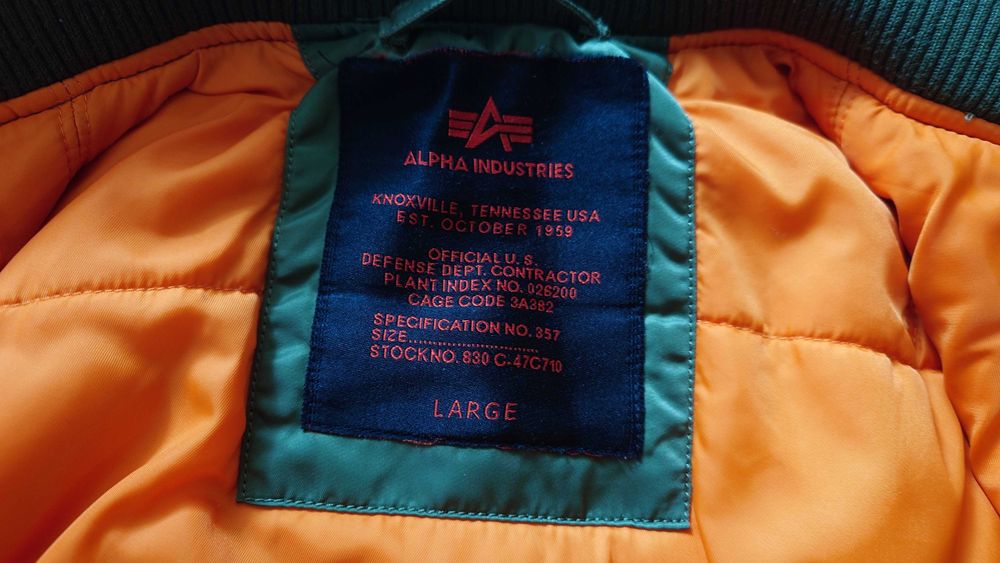 ALPHA INDUSTRIES
KNOXVILLE, TENNESSEE USA
EST. OCTOBER 1959
OFFICIAL U.S.
DEFENSE DEPT. CONTRACTOR
PLANT INDEX NO. 026200
CAGE CODE 3A382
SPECIFICATION NO. 357
SIZE........................
STOCK NO. 830 C-47C710
LARGE